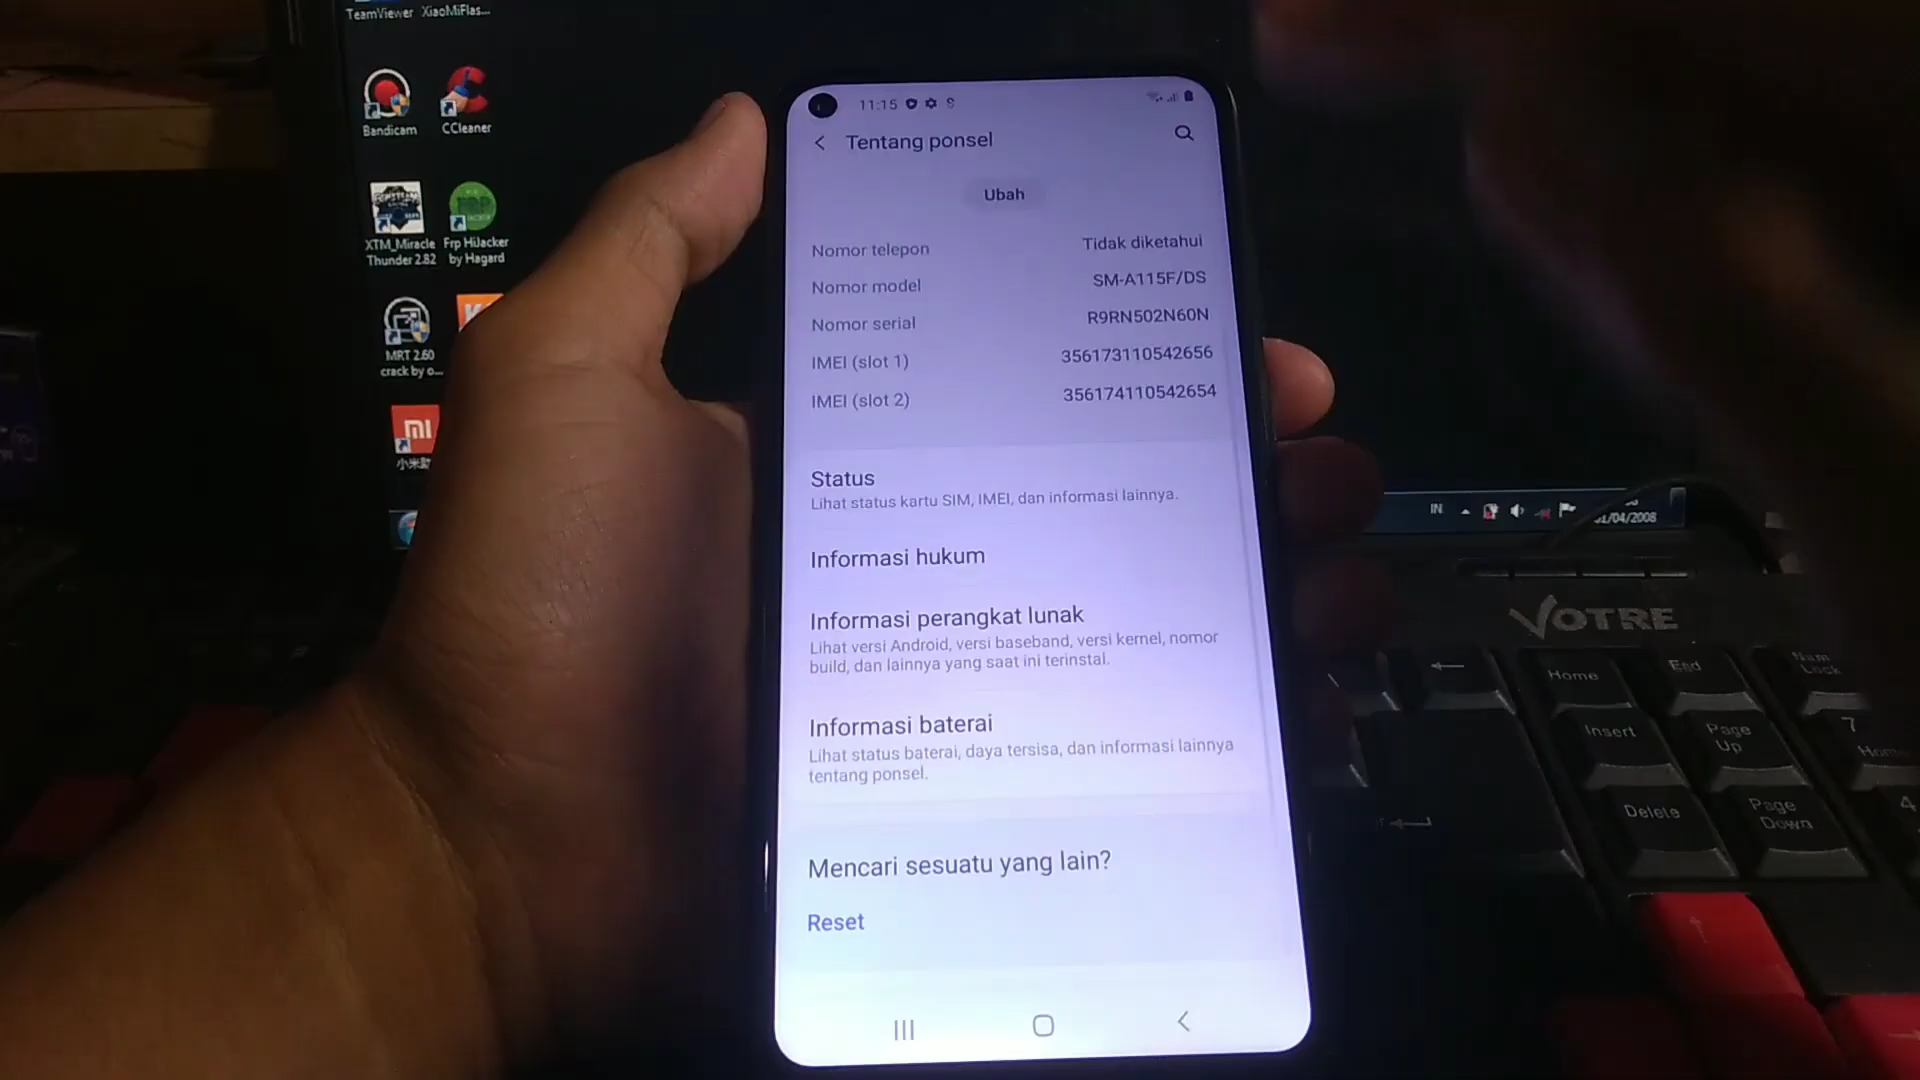 TeamViewer XiaoMiFlas...
Bandicam
CCleaner
XTM_Miracle
Thunder 2.82
Frp HiJacker
by Hagard
MRT 2.60
crack by o...
11:15
Tentang ponsel
Ubah
Nomor telepon Tidak diketahui
Nomor model SM-A115F/DS
Nomor serial R9RN502N60N
IMEI (slot 1) 356173110542656
IMEI (slot 2) 356174110542654
Status
Lihat status kartu SIM, IMEI, dan informasi lainnya.
Informasi hukum
Informasi perangkat lunak
Lihat versi Android, versi baseband, versi kernel, nomor
build, dan lainnya yang saat ini terinstal.
Informasi baterai
Lihat status baterai, daya tersisa, dan informasi lainnya
tentang ponsel.
Mencari sesuatu yang lain?
Reset
IN
/04/2008
VOTRE
Home
End
Num
Lock
Insert
Page
Up
7
Home
Delete
Page
Down
4